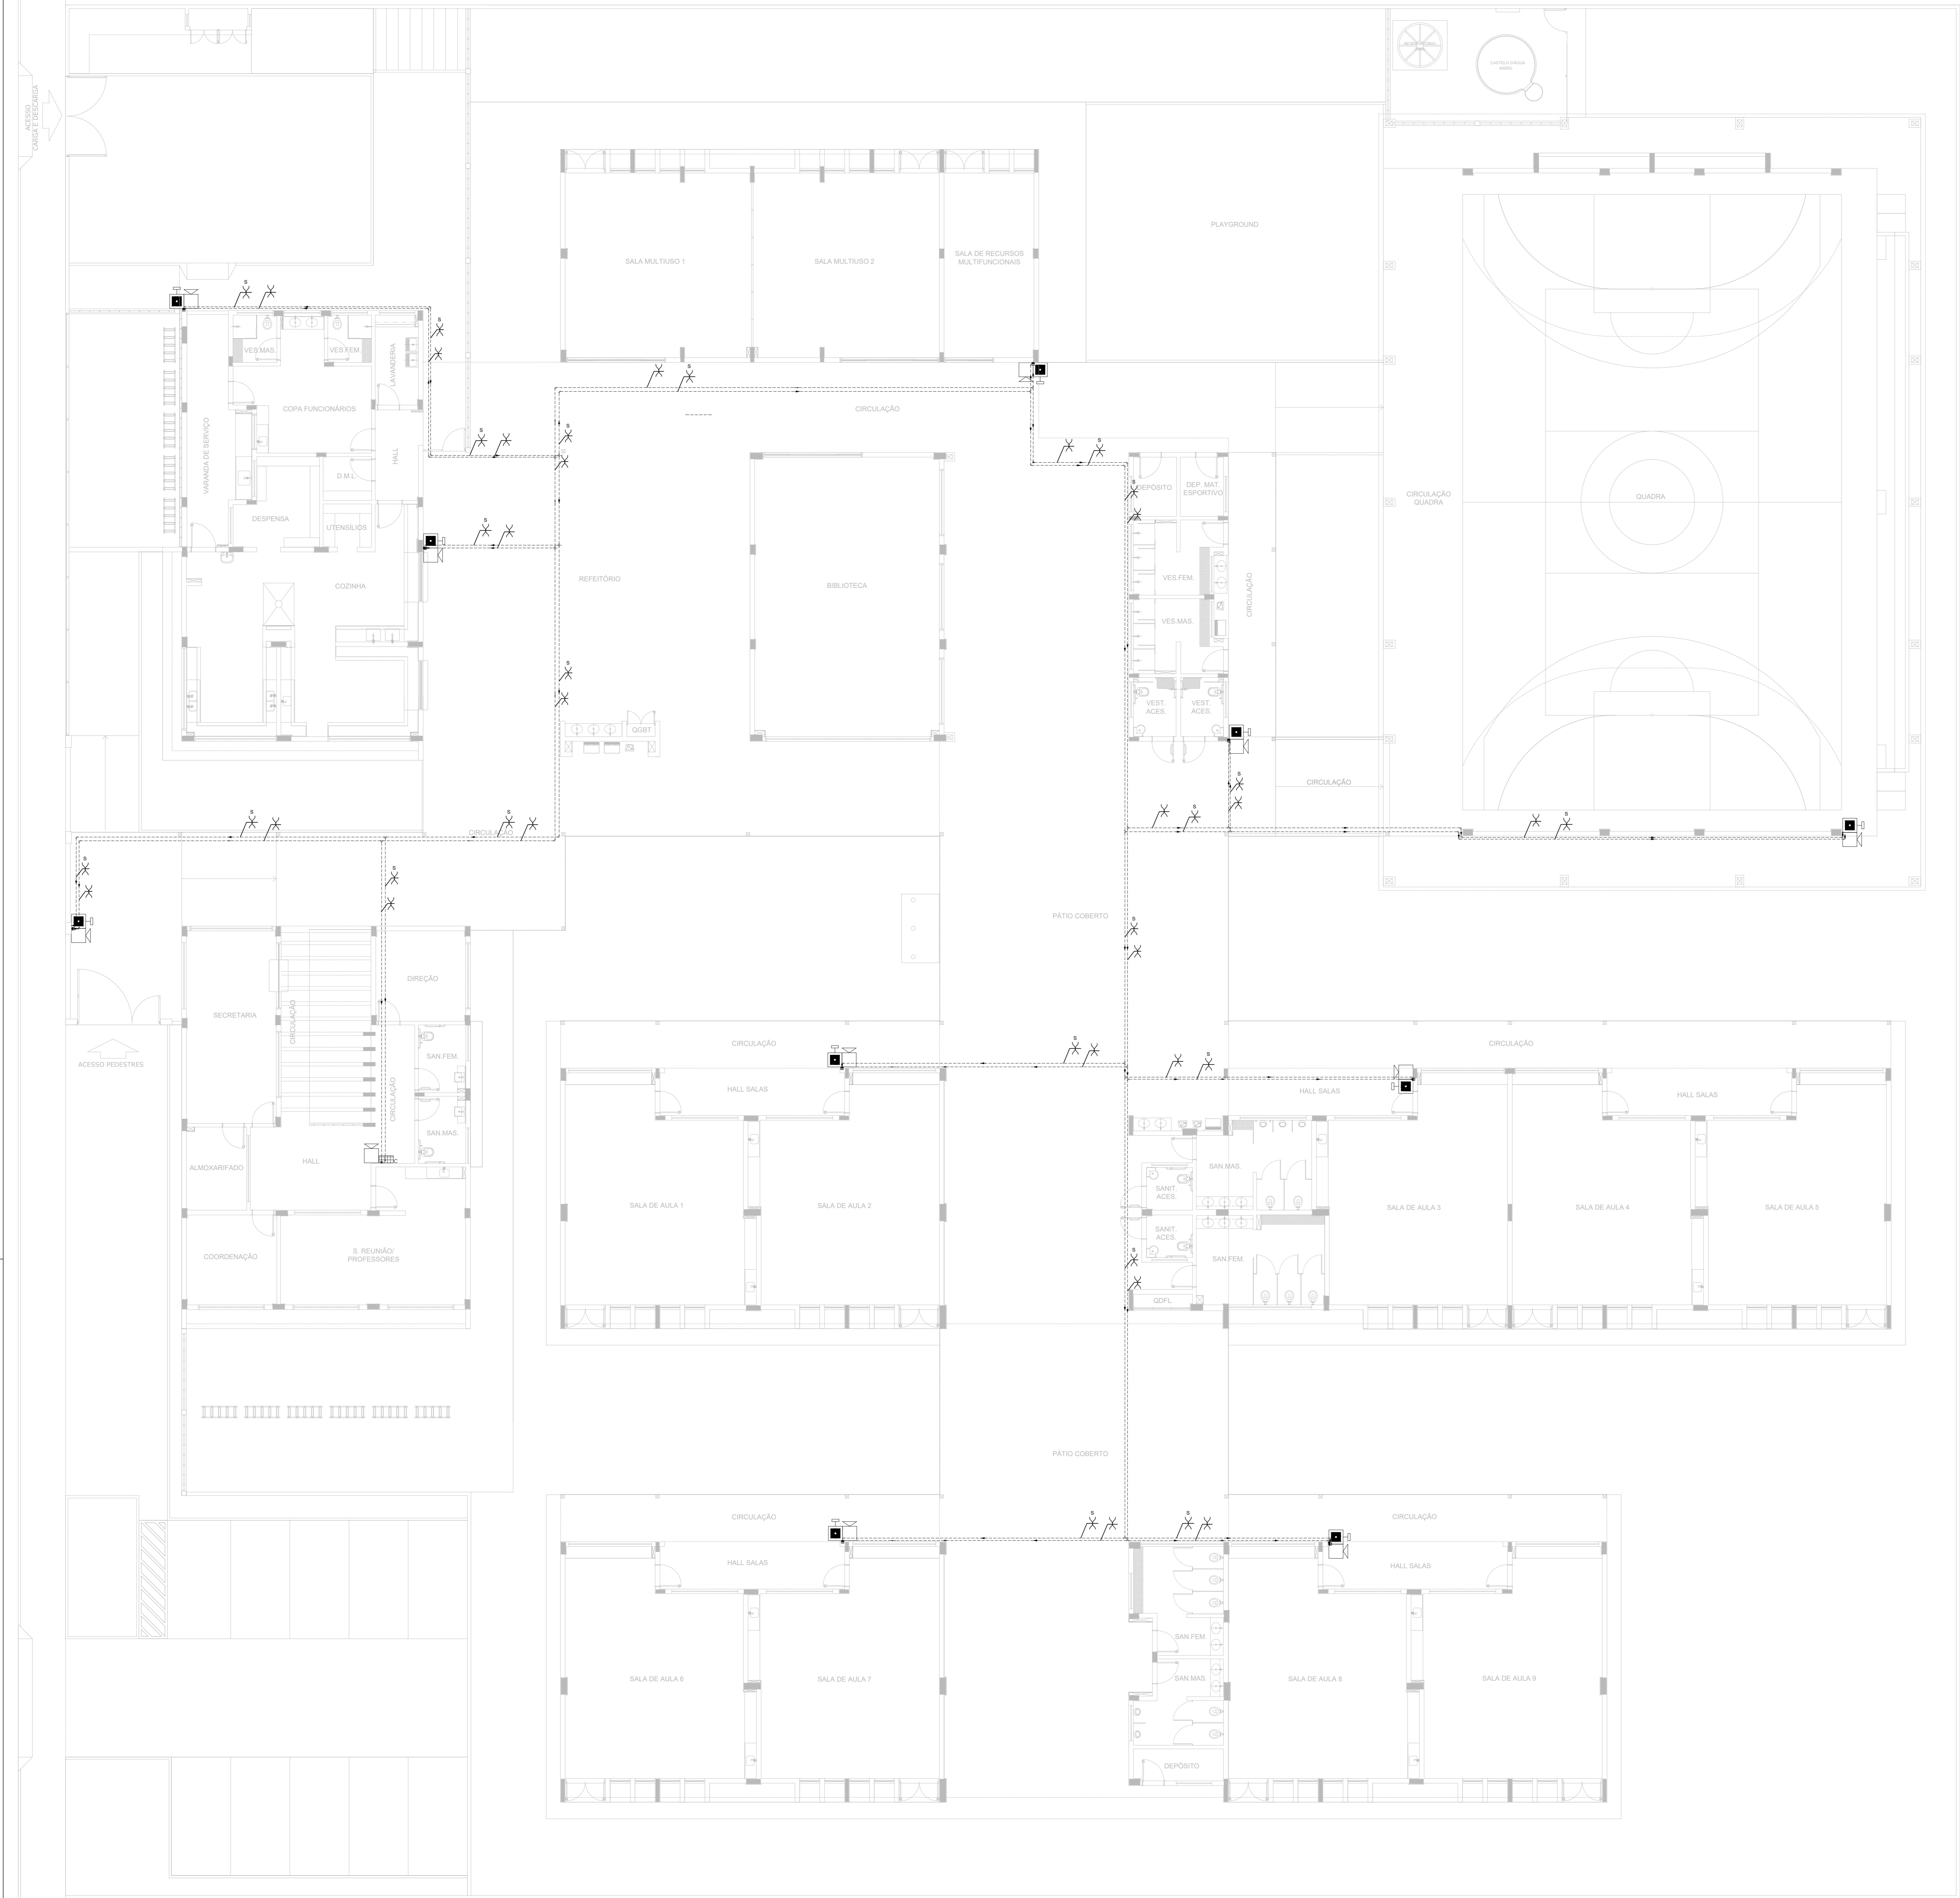 ACESSO
CARGA E DESCARGA
CASTELO D'ÁGUA
PLAYGROUND
SALA MULTIUSO 1
SALA MULTIUSO 2
SALA DE RECURSOS
MULTIFUNCIONAIS
S
S
VES.MAS.
VES.FEM.
LAVANDERIA
S
COPA FUNCIONÁRIOS
CIRCULAÇÃO
VARANDA DE SERVIÇO
HALL
S
S
S
D.M.L.
DEPÓSITO
DEP. MAT.
ESPORTIVO
S
CIRCULAÇÃO
QUADRA
QUADRA
DESPENSA
UTENSÍLIOS
S
REFEITÓRIO
BIBLIOTECA
COZINHA
VES.FEM.
CIRCULAÇÃO
VES.MAS.
S
VEST.
ACES.
VEST.
ACES.
QGBT
S
CIRCULAÇÃO
S
S
CIRCULAÇÃO
S
S
S
S
PÁTIO COBERTO
S
DIREÇÃO
SECRETARIA
CIRCULAÇÃO
CIRCULAÇÃO
S
CIRCULAÇÃO
SAN.FEM.
S
ACESSO PEDESTRES
CIRCULAÇÃO
HALL SALAS
HALL SALAS
HALL SALAS
SAN.MAS.
ALMOXARIFADO
HALL
C
SAN.MAS.
SANIT.
ACES.
SALA DE AULA 1
SALA DE AULA 2
SALA DE AULA 3
SALA DE AULA 4
SALA DE AULA 5
SANIT.
ACES.
COORDENAÇÃO
S. REUNIÃO/
PROFESSORES
S
SAN.FEM.
QDFL
PÁTIO COBERTO
CIRCULAÇÃO
S
S
CIRCULAÇÃO
HALL SALAS
HALL SALAS
SAN.FEM.
SALA DE AULA 6
SALA DE AULA 7
SAN.MAS.
SALA DE AULA 8
SALA DE AULA 9
DEPÓSITO